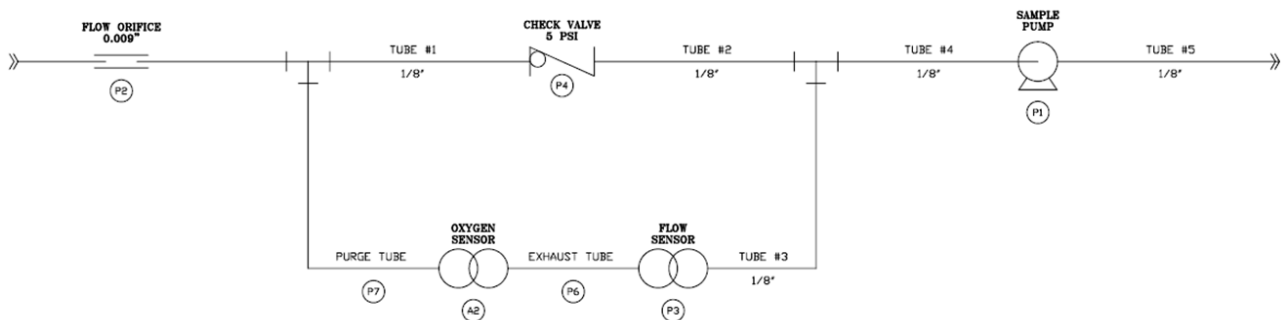 FLOW ORIFICE
0.009"
P2
TUBE #1
1/8"
CHECK VALVE
5 PSI
P4
TUBE #2
1/8"
TUBE #4
1/8"
SAMPLE
PUMP
P1
TUBE #5
1/8"
PURGE TUBE
P7
OXYGEN
SENSOR
A2
EXHAUST TUBE
P6
FLOW
SENSOR
P3
TUBE #3
1/8"